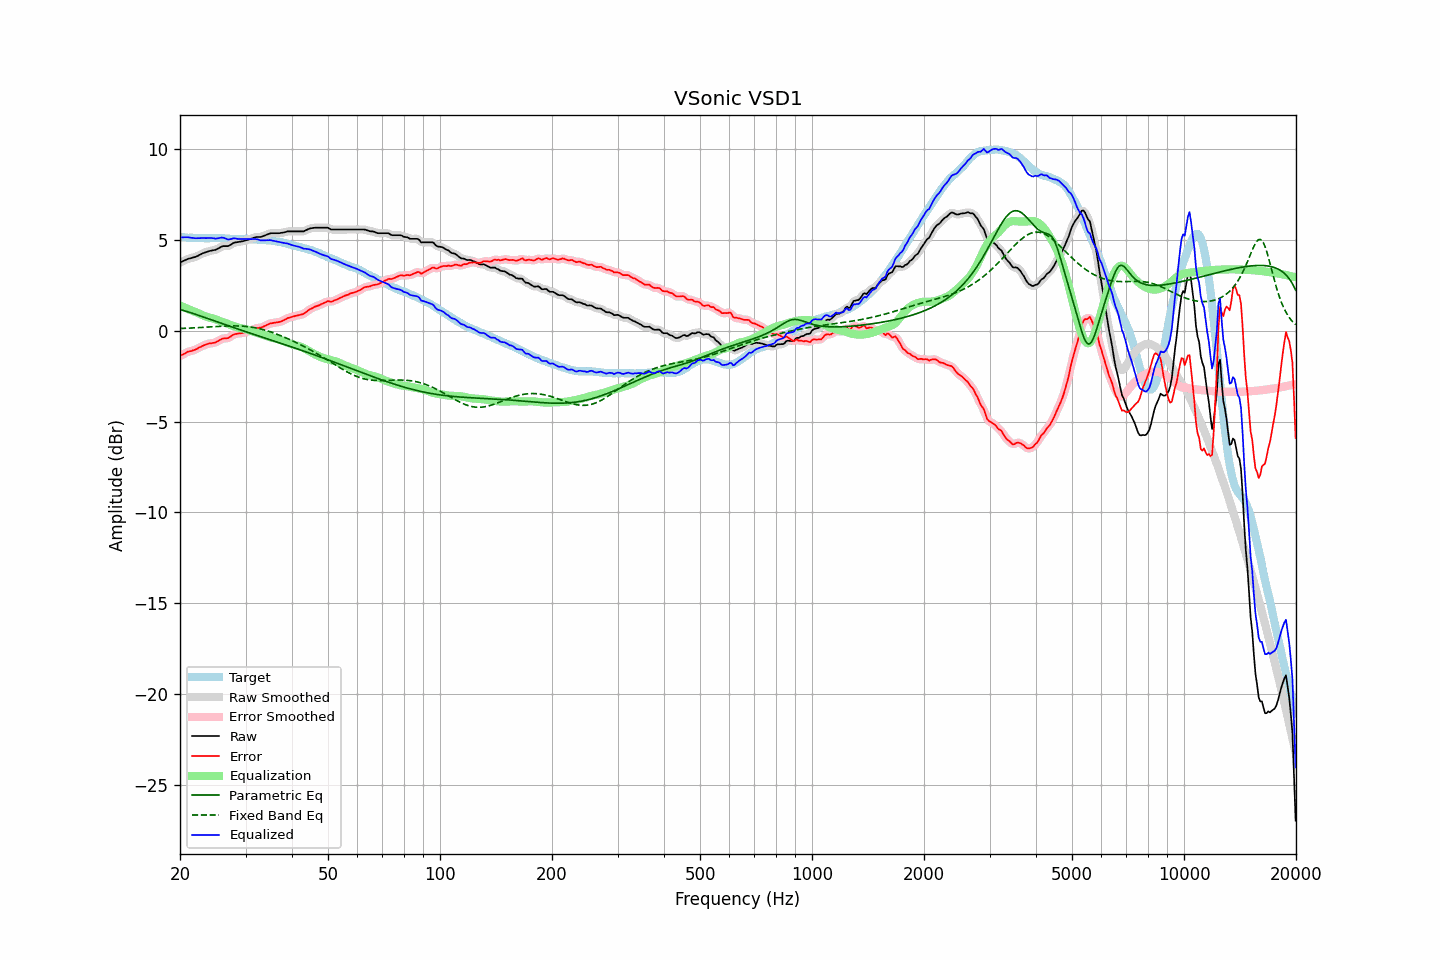 VSonic VSD1
10
5
0
−5
−10
−15
−20
−25
Amplitude (dBr)
Target
Raw Smoothed
Error Smoothed
Raw
Error
Equalization
Parametric Eq
Fixed Band Eq
Equalized
20
50
100
200
500
1000
2000
5000
10000
20000
Frequency (Hz)